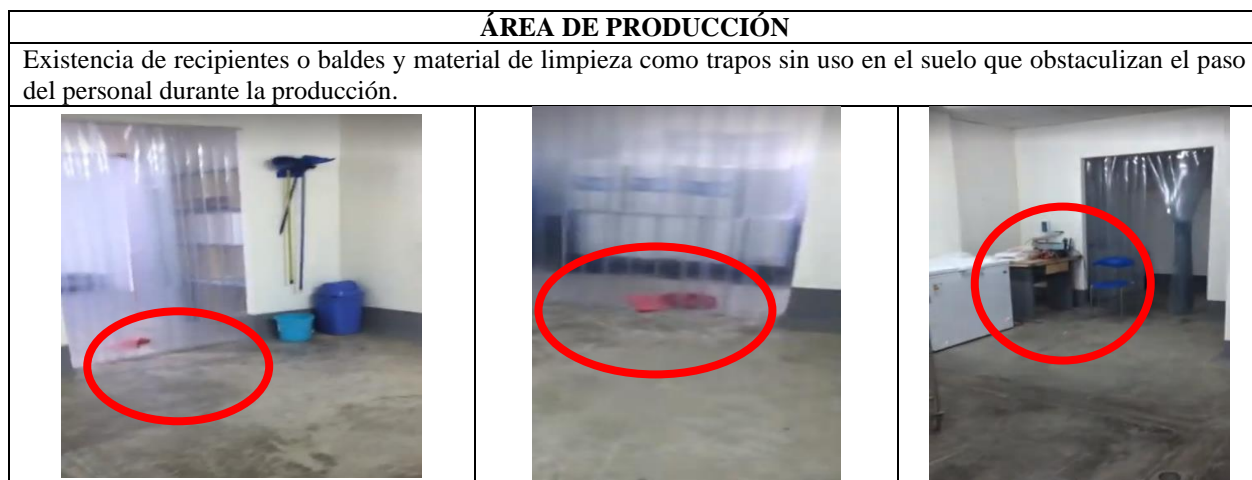 ÁREA DE PRODUCCIÓN
Existencia de recipientes o baldes y material de limpieza como trapos sin uso en el suelo que obstaculizan el paso
del personal durante la producción.